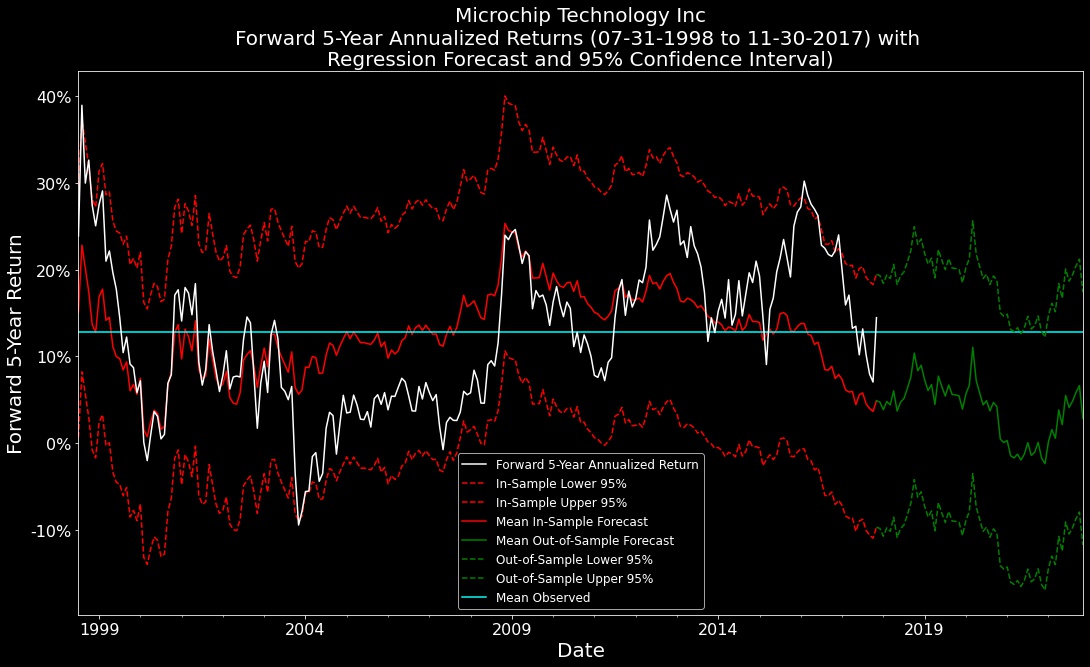 Microchip Technology Inc
Forward 5-Year Annualized Returns (07-31-1998 to 11-30-2017) with
Regression Forecast and 95% Confidence Interval)
Forward 5-Year Return
40%
30%
20%
10%
0%
-10%
Forward 5-Year Annualized Return
In-Sample Lower 95%
In-Sample Upper 95%
Mean In-Sample Forecast
Mean Out-of-Sample Forecast
Out-of-Sample Lower 95%
Out-of-Sample Upper 95%
Mean Observed
1999 2004 2009 2014 2019
Date